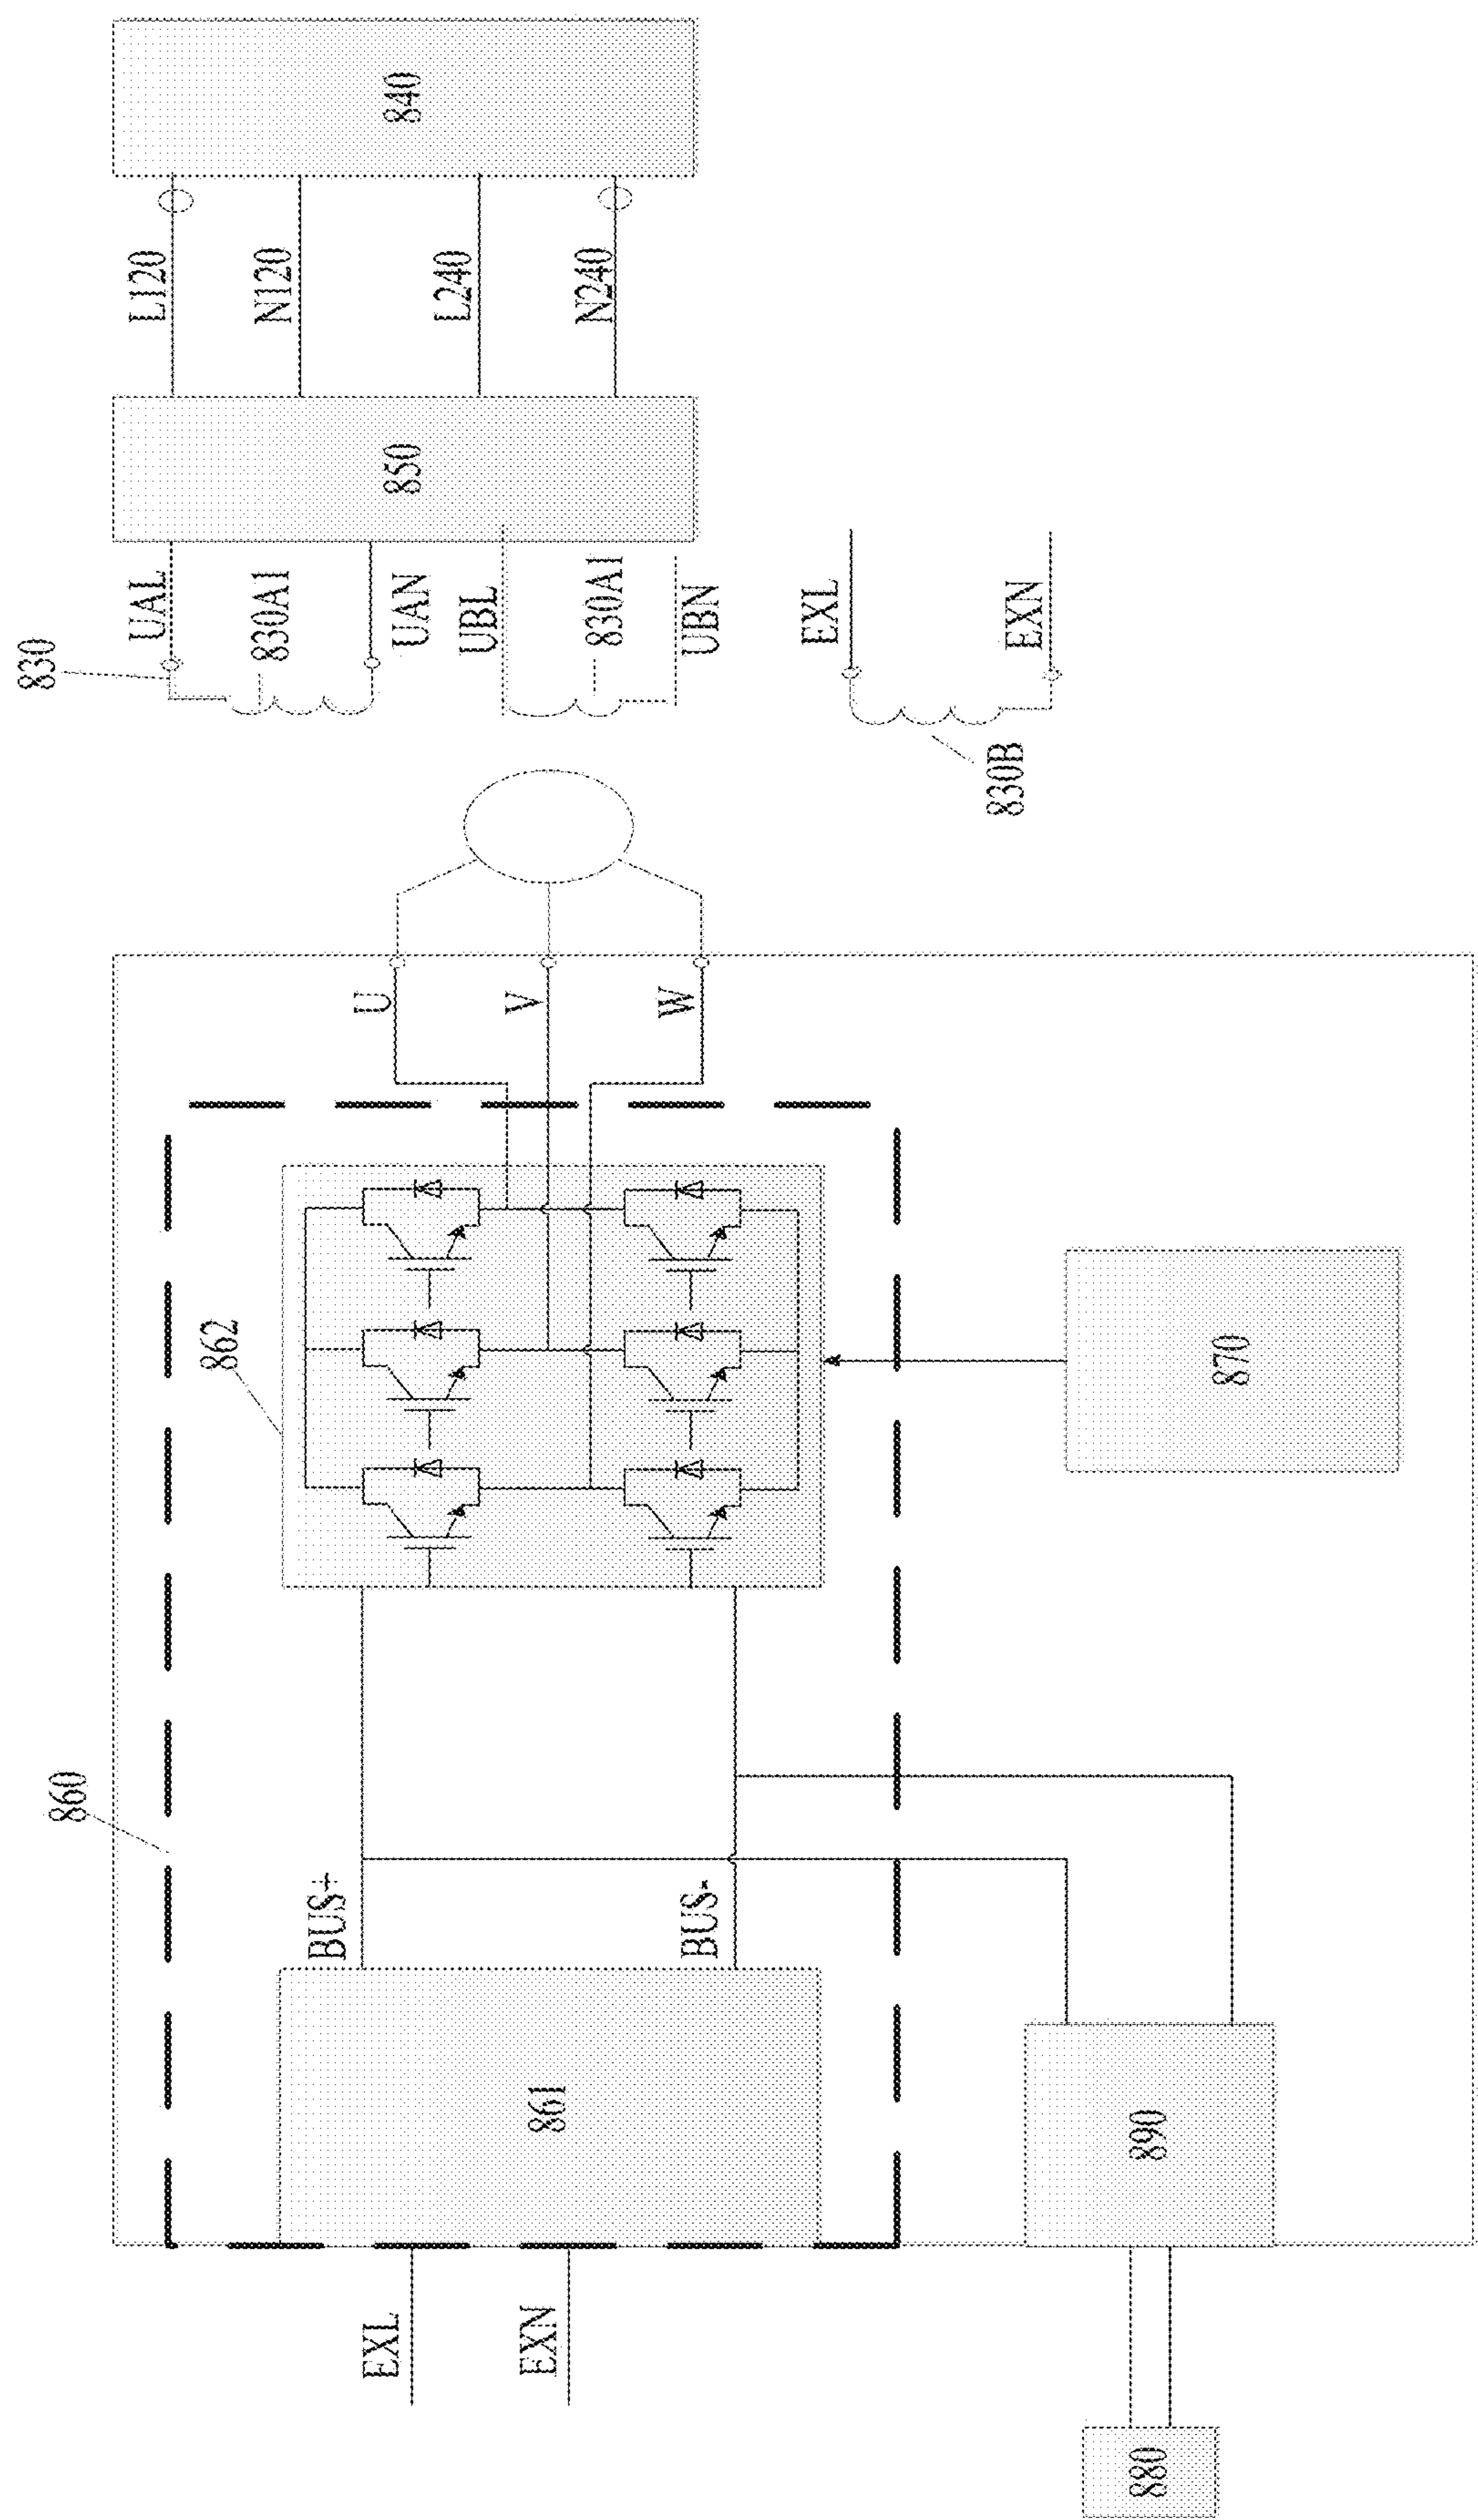 830
860
UAL
L120
862
830A1
N120
BUS+
U
EXL
850
840
UAN
L240
UBL
V
EXN
861
N240
830A1
W
BUS-
UBN
EXL
830B
EXN
880
890
870